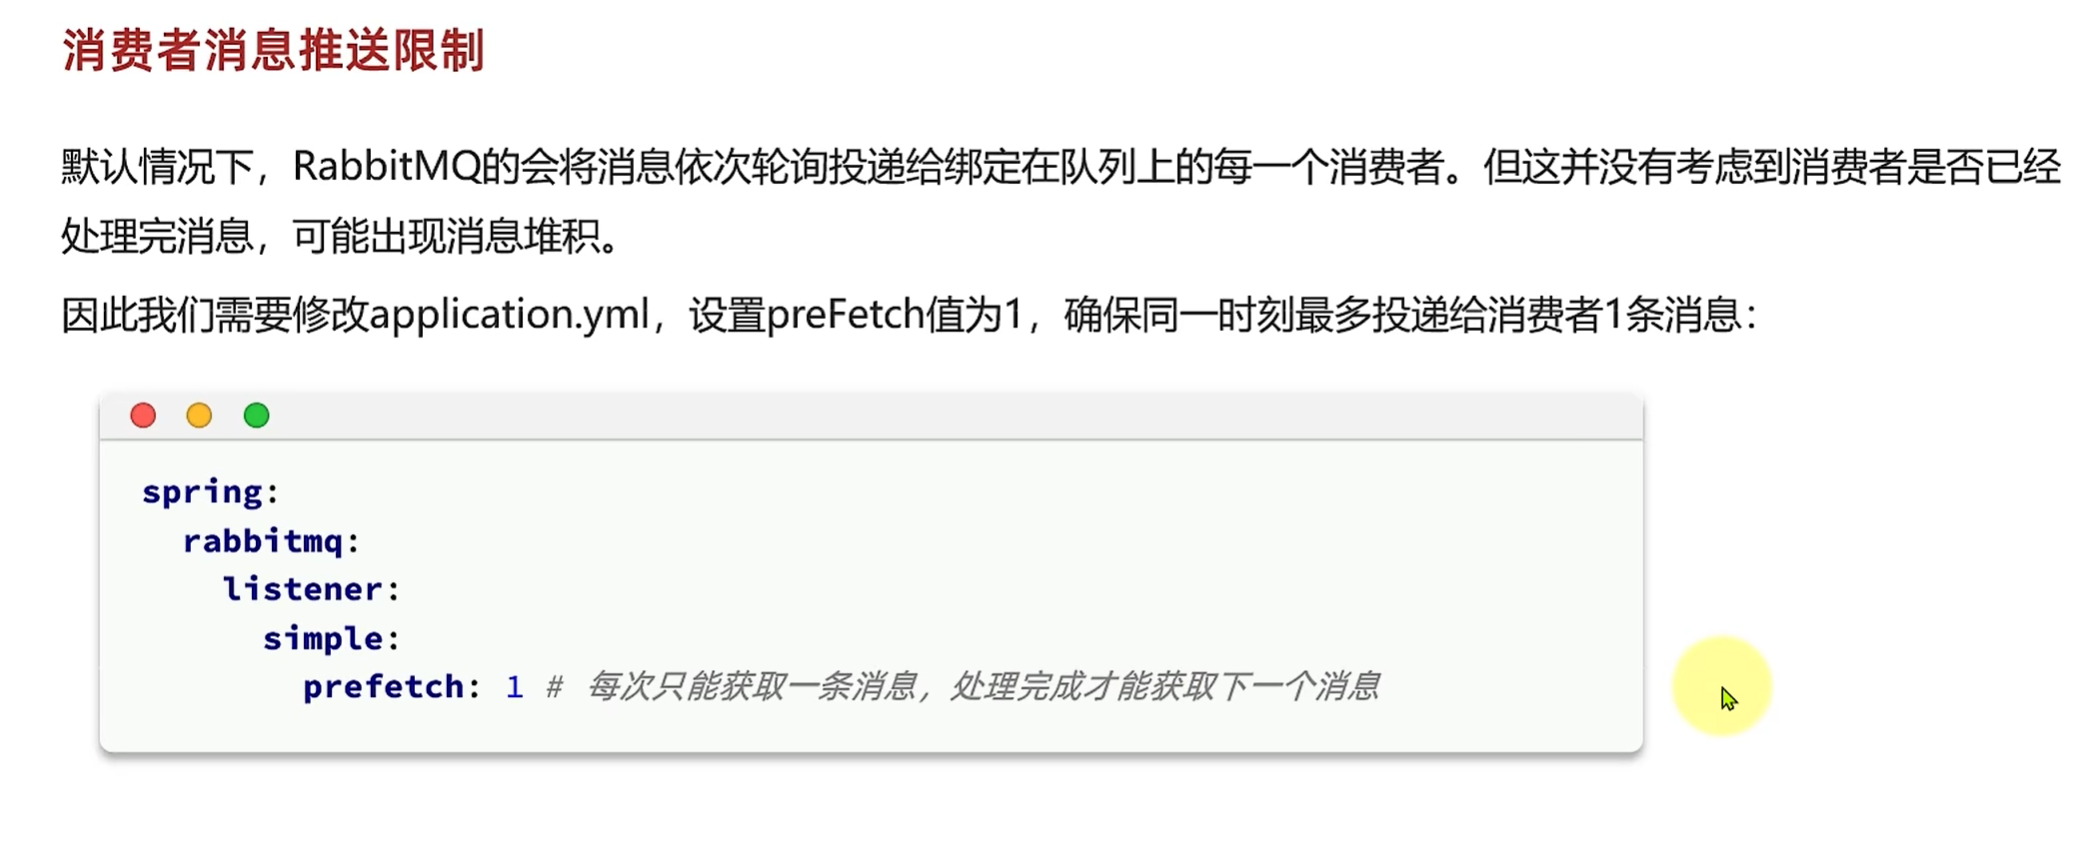 消费者消息推送限制
默认情况下，RabbitMQ的会将消息依次轮询投递给绑定在队列上的每一个消费者。但这并没有考虑到消费者是否已经
处理完消息，可能出现消息堆积。
因此我们需要修改application.yml，设置preFetch值为1，确保同一时刻最多投递给消费者1条消息：
spring:
  rabbitmq:
    listener:
      simple:
        prefetch: 1 # 每次只能获取一条消息，处理完成才能获取下一个消息